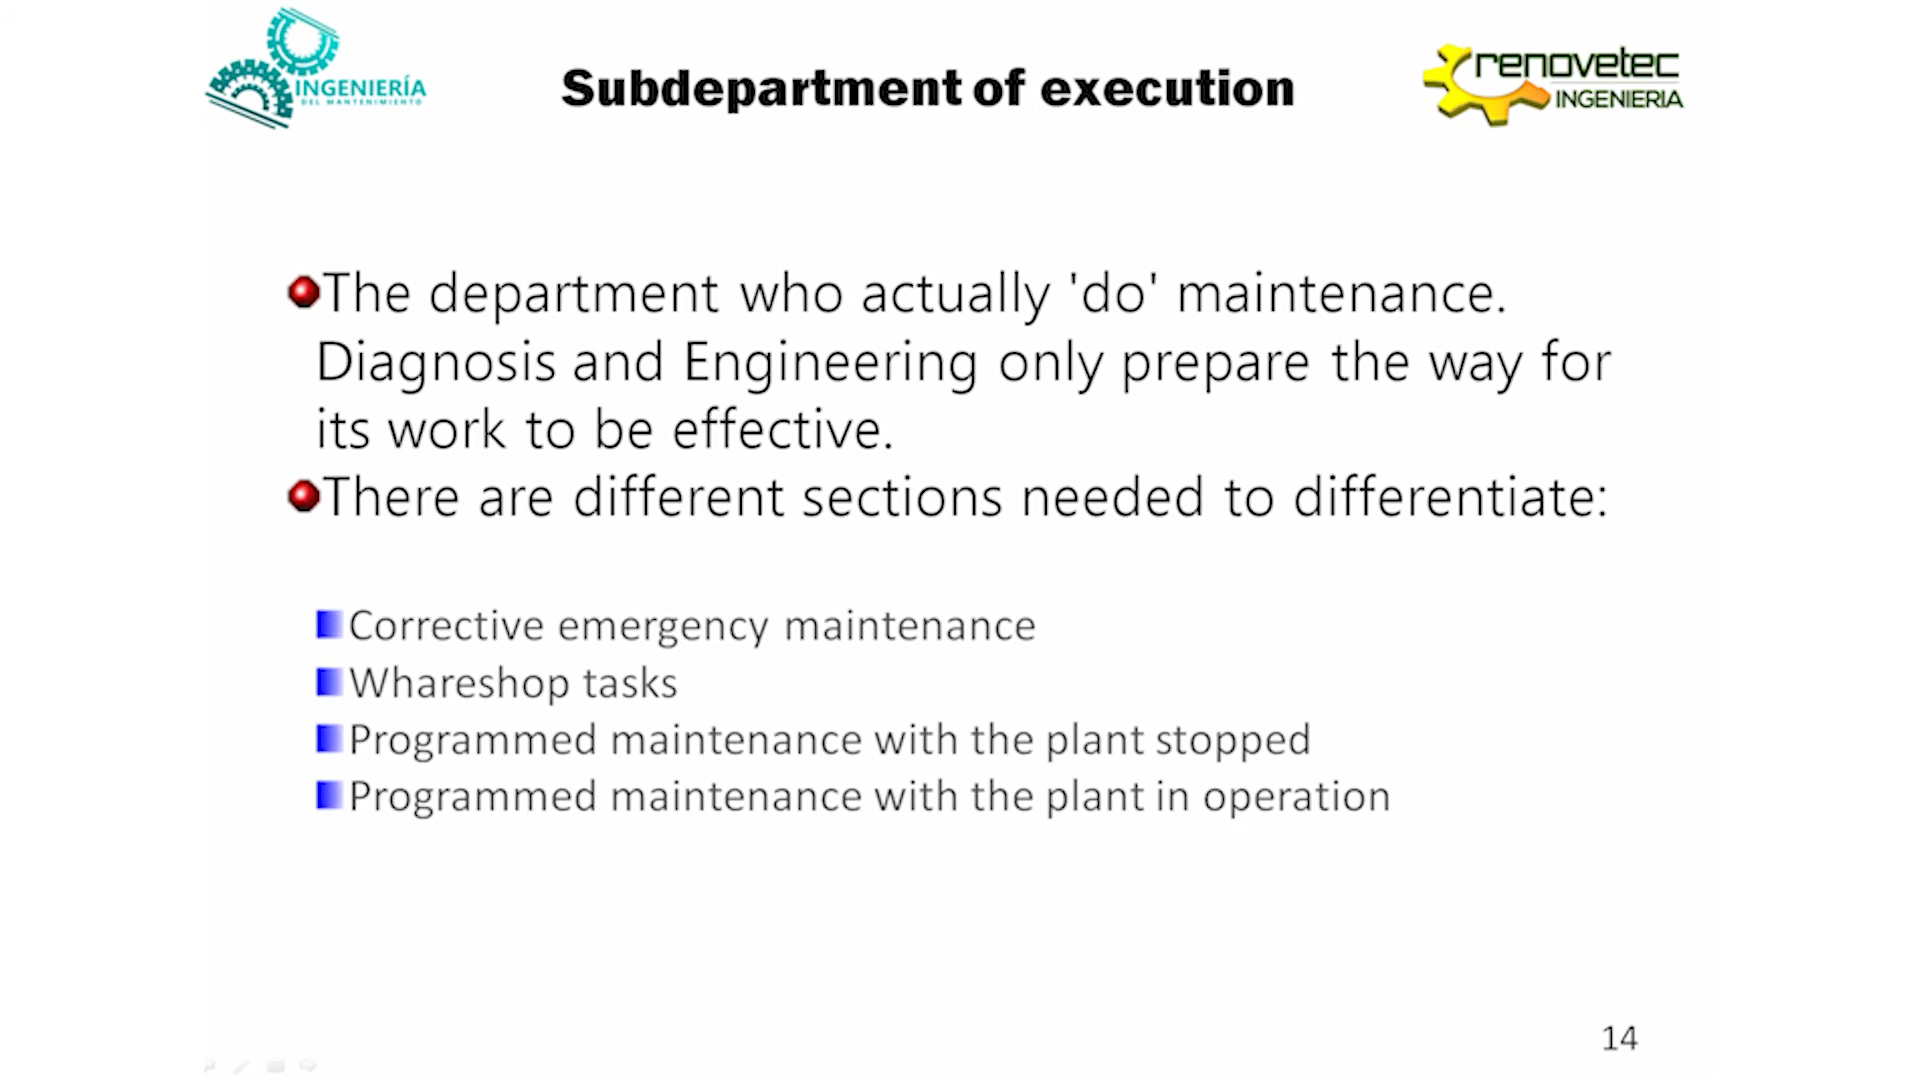 INGENIERÍA
DEL MANTENIMIENTO
Subdepartment of execution
renovetec
INGENIERIA
The department who actually 'do' maintenance.
Diagnosis and Engineering only prepare the way for
its work to be effective.
There are different sections needed to differentiate:
Corrective emergency maintenance
Whareshop tasks
Programmed maintenance with the plant stopped
Programmed maintenance with the plant in operation
14